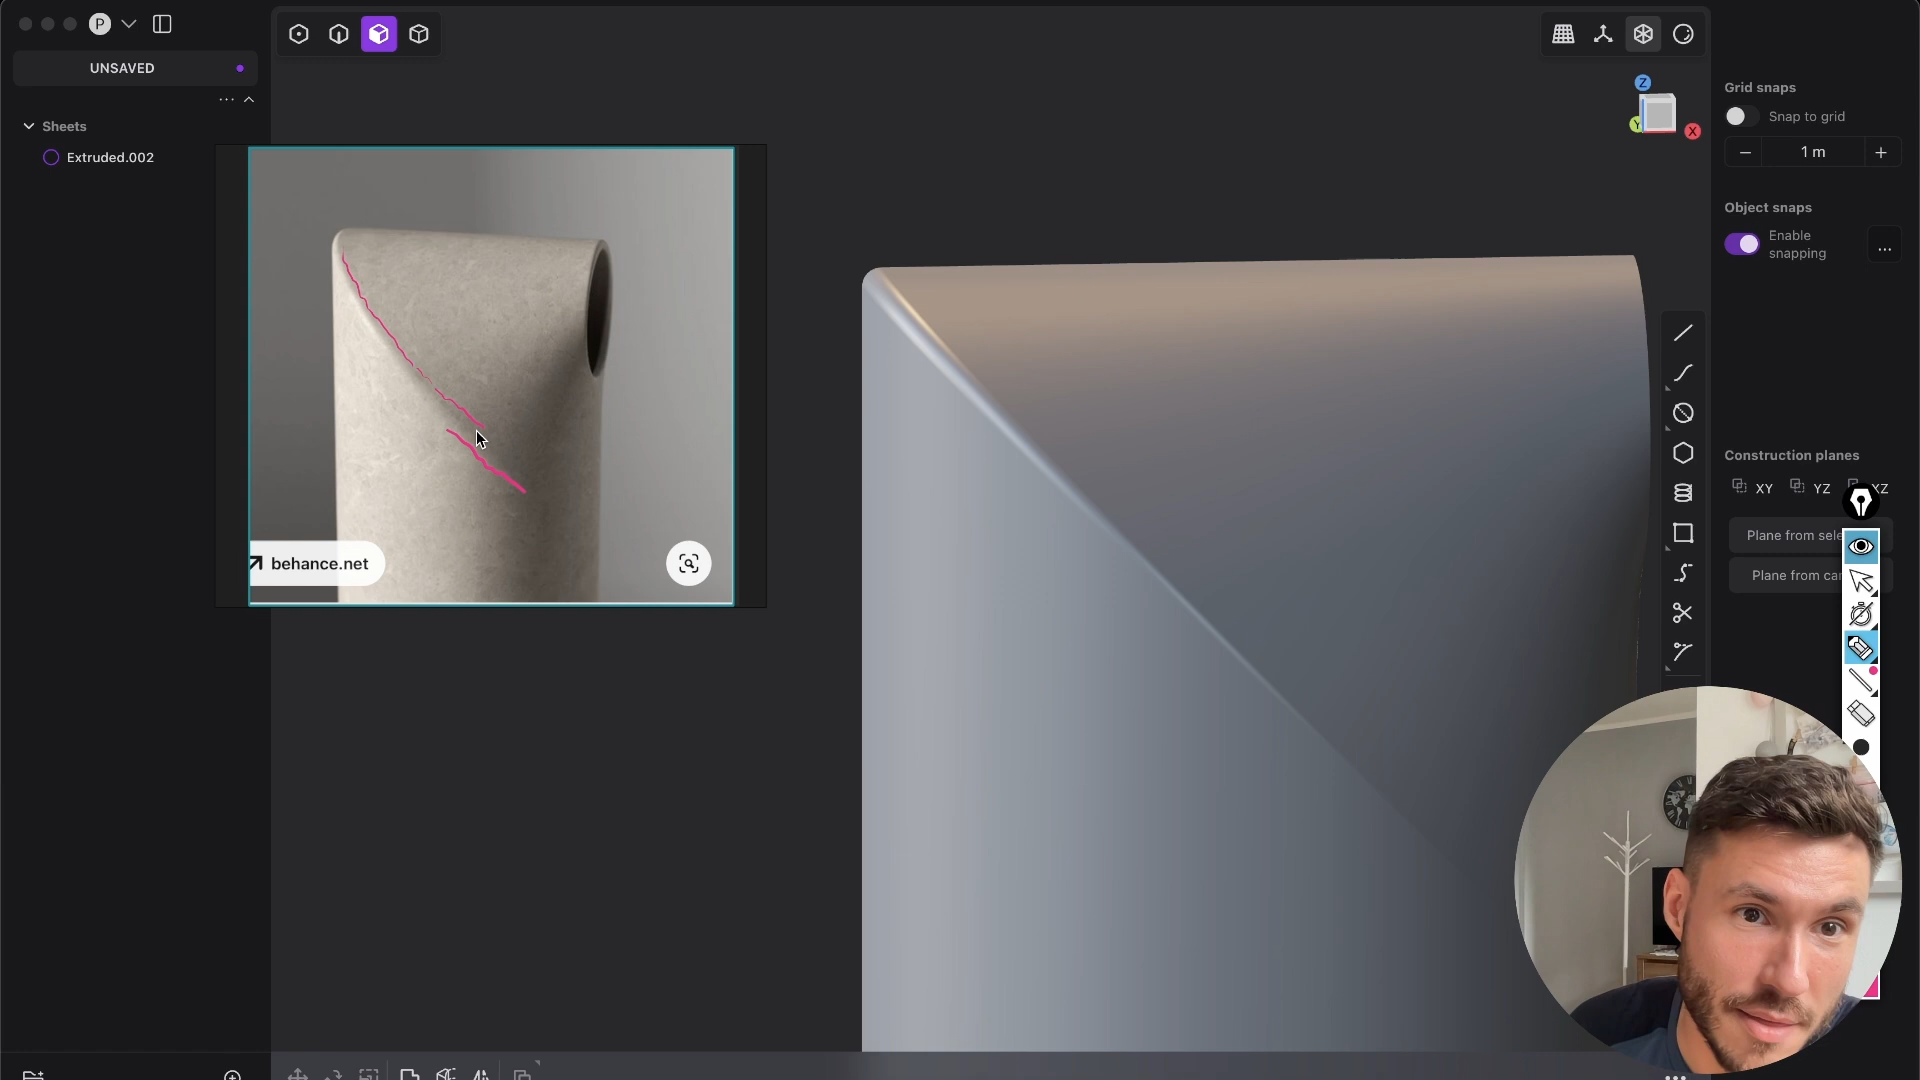 P
UNSAVED
Sheets
Extruded.002
behance.net
Z
Y
X
Grid snaps
Snap to grid
1 m
Object snaps
Enable
snapping
...
Construction planes
XY YZ XZ
Plane from sele
Plane from ca